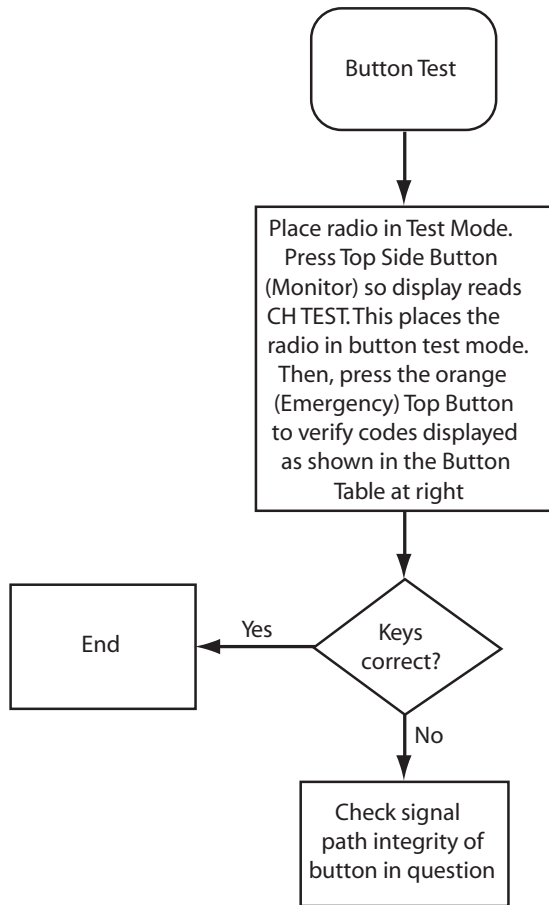 Button Test
Place radio in Test Mode.
Press Top Side Button
(Monitor) so display reads
CH TEST. This places the
radio in button test mode.
Then, press the orange
(Emergency) Top Button
to verify codes displayed
as shown in the Button
Table at right
Keys
correct?
Yes
End
No
Check signal
path integrity of
button in question